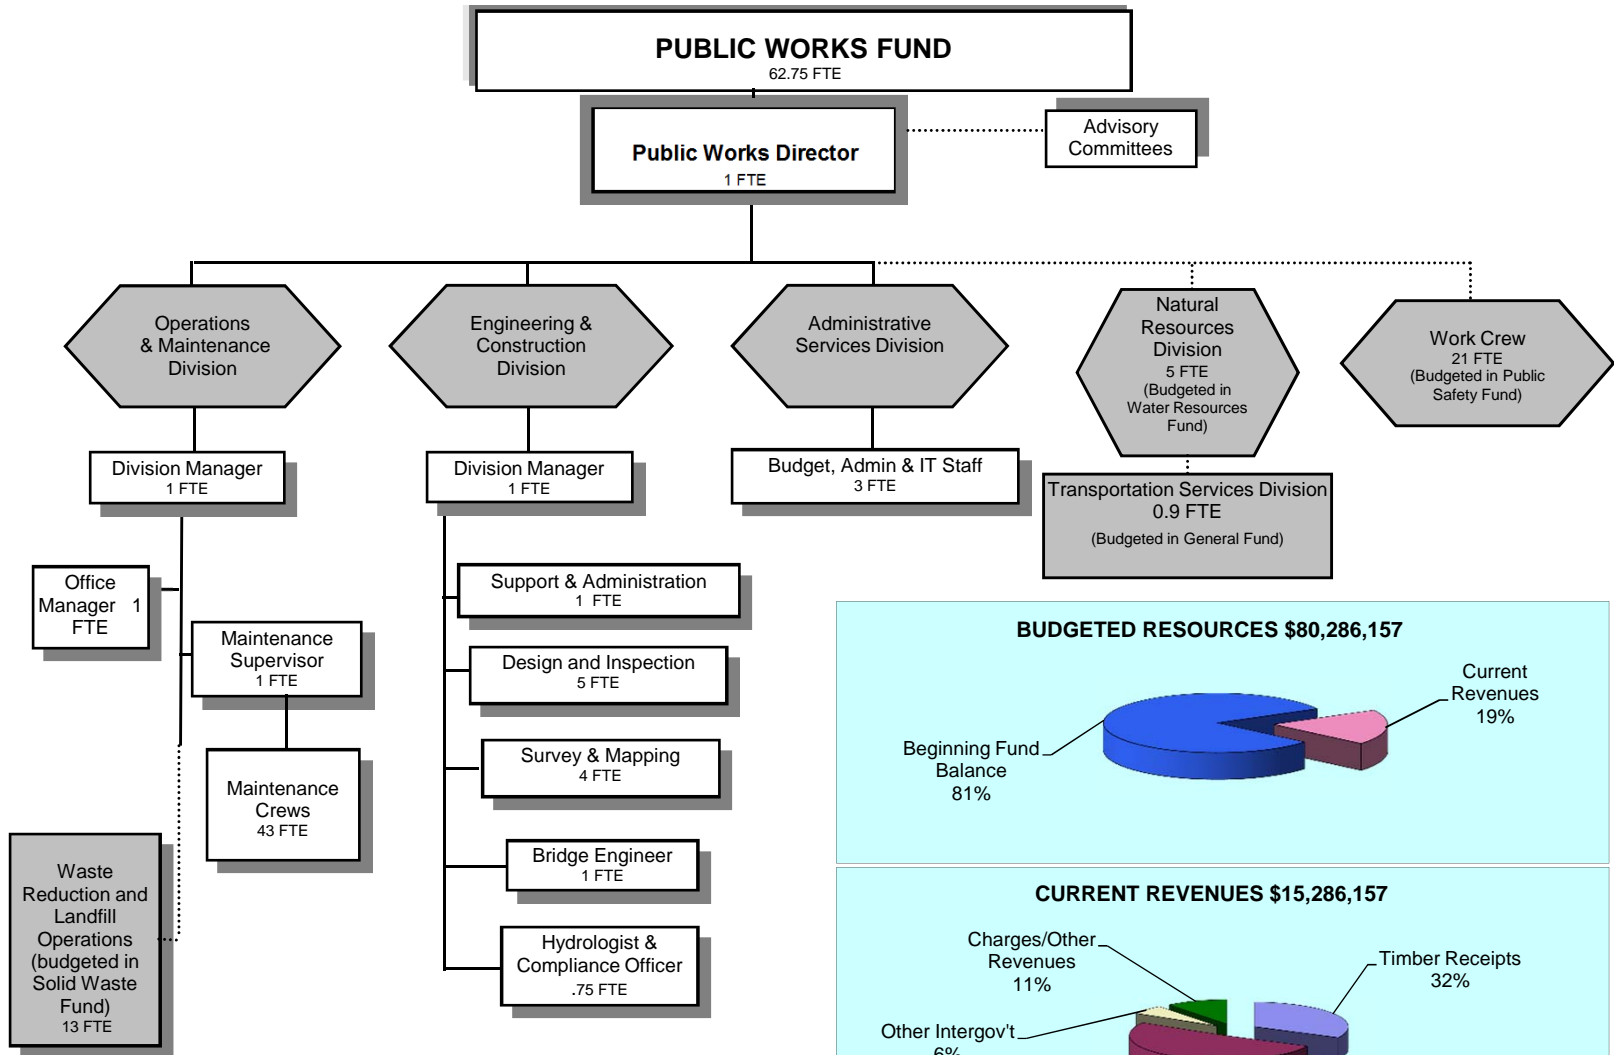 PUBLIC WORKS FUND
62.75 FTE
Public Works Director
1 FTE
Advisory
Committees
Operations
& Maintenance
Division
Engineering &
Construction
Division
Administrative
Services Division
Natural
Resources
Division
5 FTE
(Budgeted in
Water Resources
Fund)
Work Crew
21 FTE
(Budgeted in Public
Safety Fund)
Division Manager
1 FTE
Division Manager
1 FTE
Budget, Admin & IT Staff
3 FTE
Transportation Services Division
0.9 FTE
(Budgeted in General Fund)
Office
Manager 1
FTE
Maintenance
Supervisor
1 FTE
Maintenance
Crews
43 FTE
Waste
Reduction and
Landfill
Operations
(budgeted in
Solid Waste
Fund)
13 FTE
Support & Administration
1 FTE
Design and Inspection
5 FTE
Survey & Mapping
4 FTE
Bridge Engineer
1 FTE
Hydrologist &
Compliance Officer
.75 FTE
BUDGETED RESOURCES $80,286,157
Current
Revenues
19%
Beginning Fund
Balance
81%
CURRENT REVENUES $15,286,157
Charges/Other
Revenues
11%
Timber Receipts
32%
Other Intergov't
6%